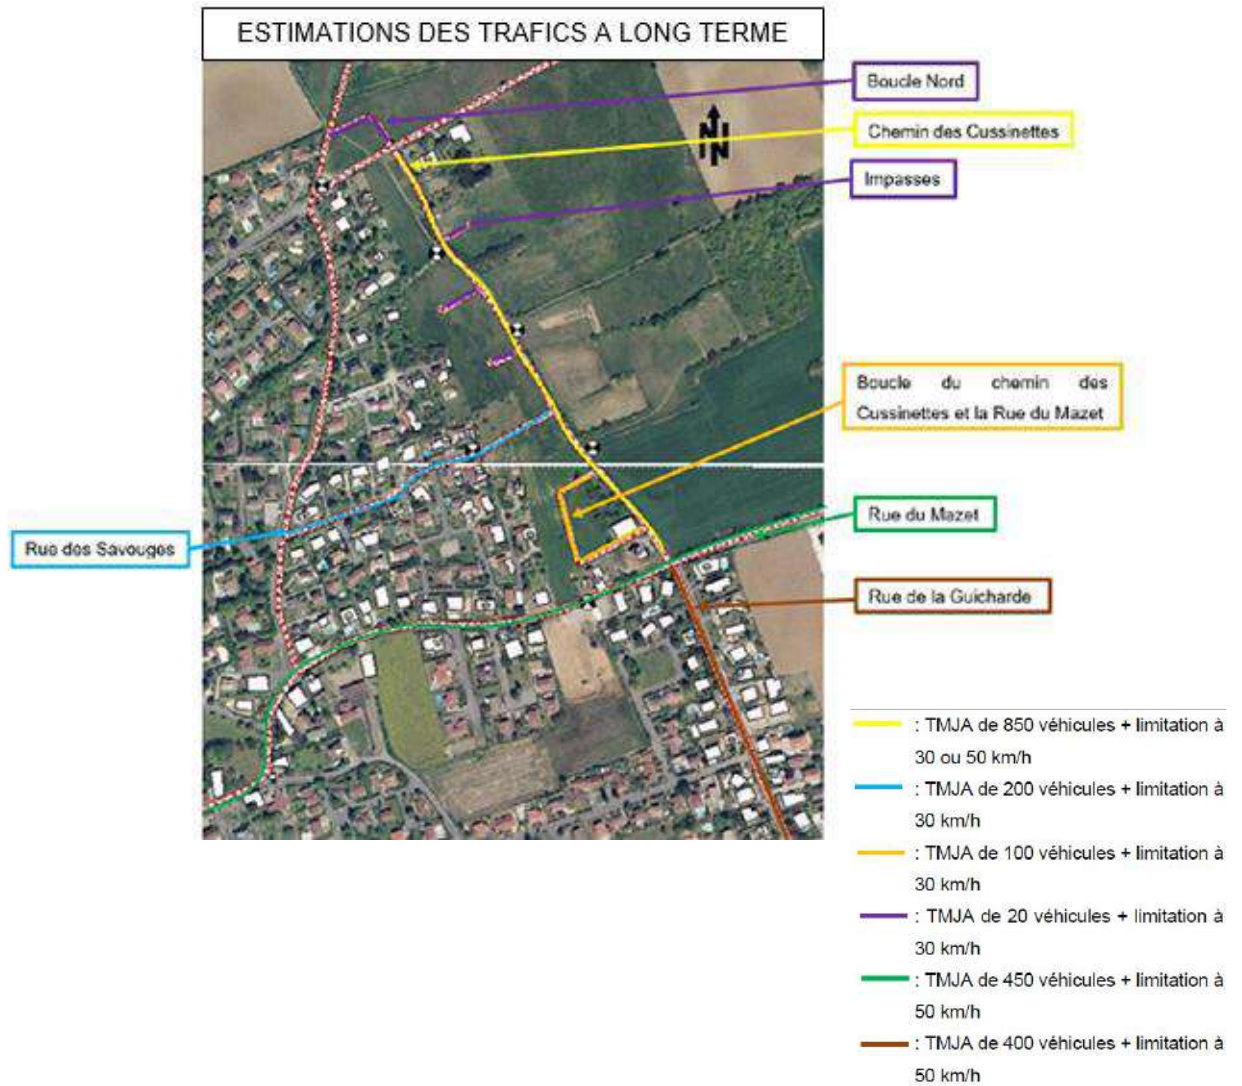 ESTIMATIONS DES TRAFICS A LONG TERME
Boucle Nord
Chemin des Cussinettes
Impasses
Boucle du chemin des
Cussinettes et la Rue du Mazet
Rue du Mazet
Rue des Savouges
Rue de la Guicharde
: TMJA de 850 véhicules + limitation à
30 ou 50 km/h
: TMJA de 200 véhicules + limitation à
30 km/h
: TMJA de 100 véhicules + limitation à
30 km/h
: TMJA de 20 véhicules + limitation à
30 km/h
: TMJA de 450 véhicules + limitation à
50 km/h
: TMJA de 400 véhicules + limitation à
50 km/h